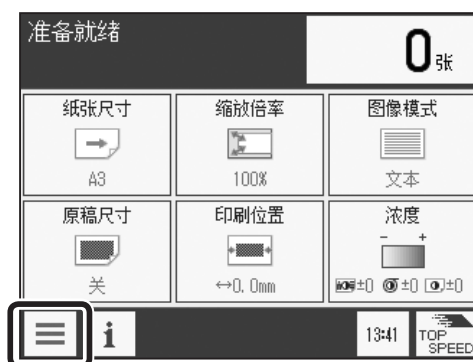 准备就绪
0张
纸张尺寸 缩放倍率 图像模式
A3 100% 文本
原稿尺寸 印刷位置 浓度
- +
关 ↔0.0mm ±0 ±0 ±0
i 13:41 TOP SPEED